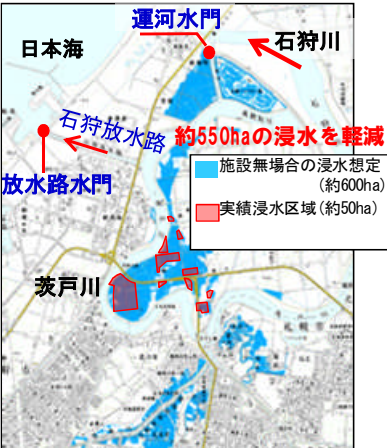 運河水門
日本海
石狩川
石狩放水路
約550haの浸水を軽減
放水路水門
施設無場合の浸水想定
(約600ha)
実績浸水区域(約50ha)
茨戸川
札幌市